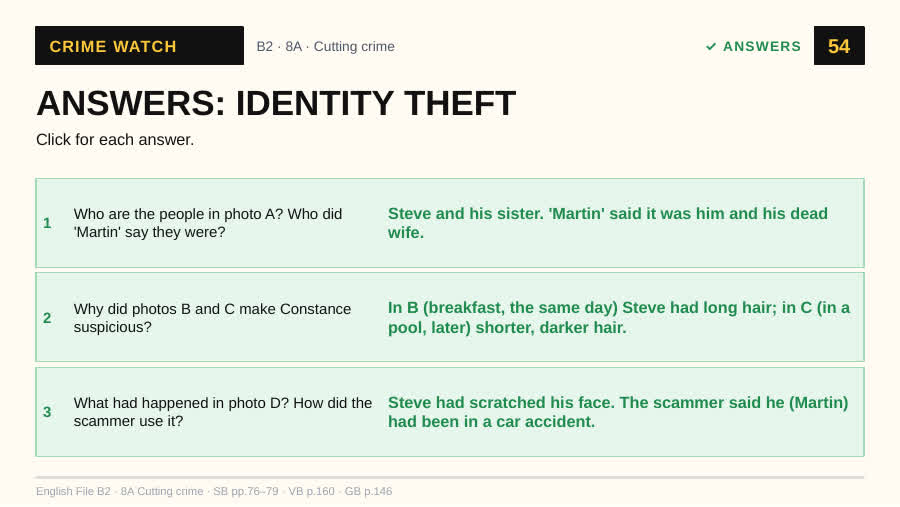 CRIME WATCH
B2 · 8A · Cutting crime
✓ ANSWERS
54
ANSWERS: IDENTITY THEFT
Click for each answer.
1
Who are the people in photo A? Who did
'Martin' say they were?
Steve and his sister. 'Martin' said it was him and his dead
wife.
2
Why did photos B and C make Constance
suspicious?
In B (breakfast, the same day) Steve had long hair; in C (in a
pool, later) shorter, darker hair.
3
What had happened in photo D? How did the
scammer use it?
Steve had scratched his face. The scammer said he (Martin)
had been in a car accident.
English File B2 · 8A Cutting crime · SB pp.76–79 · VB p.160 · GB p.146